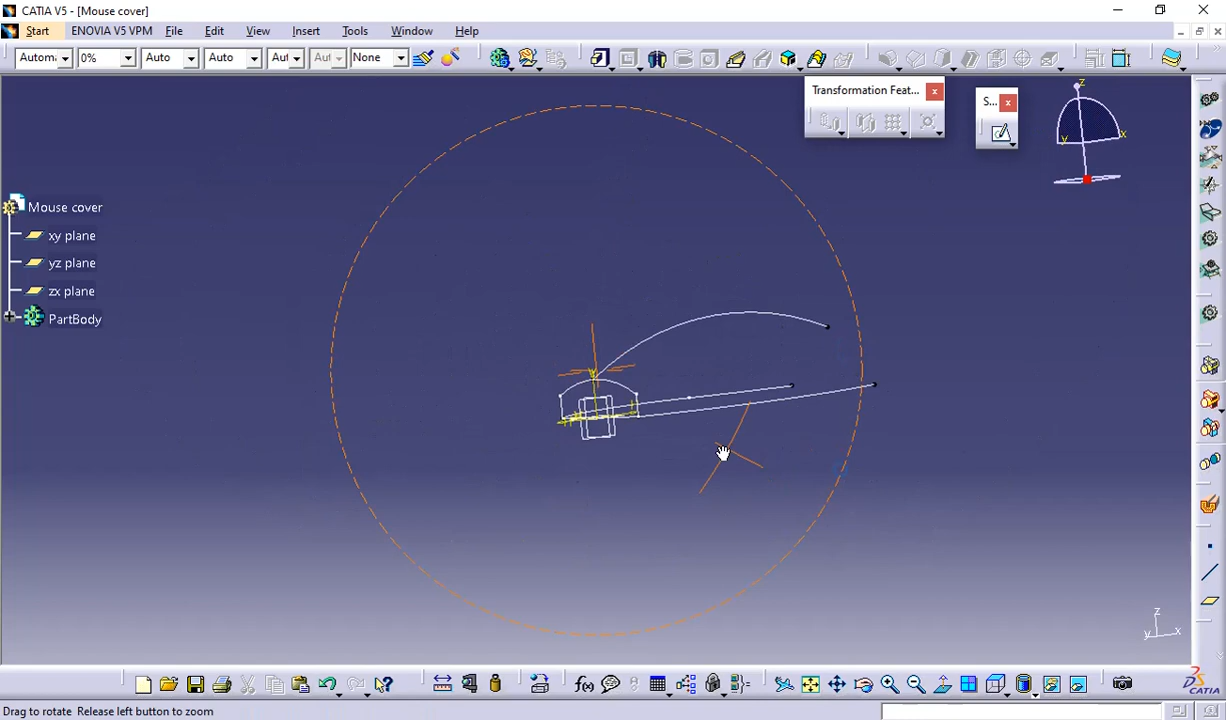 CATIA V5 - [Mouse cover]
Start ENOVIA V5 VPM File Edit View Insert Tools Window Help
Autom 0% Auto Auto Aut Aut None
Transformation Feat...
S...
z
y x
Mouse cover
xy plane
yz plane
zx plane
PartBody
z
y x
f(x)
CATIA
Drag to rotate Release left button to zoom